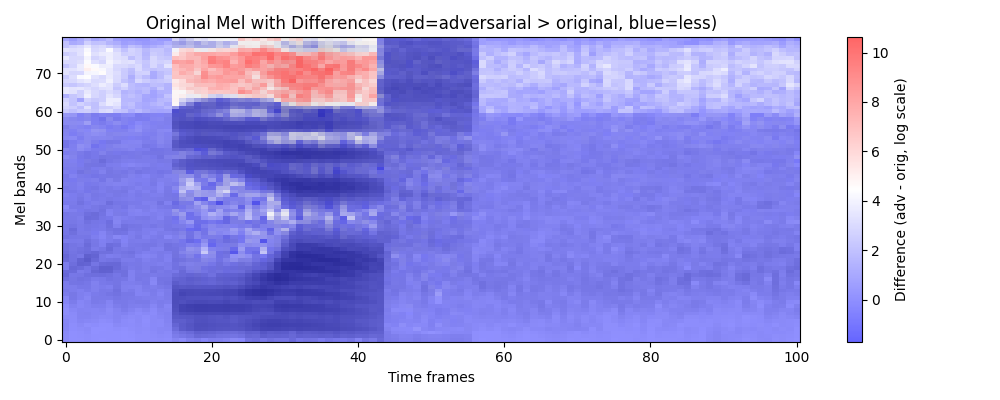 Original Mel with Differences (red=adversarial > original, blue=less)
Mel bands
70
60
50
40
30
20
10
0
0 20 40 60 80 100
Time frames
10
8
6
4
2
0
Difference (adv - orig, log scale)